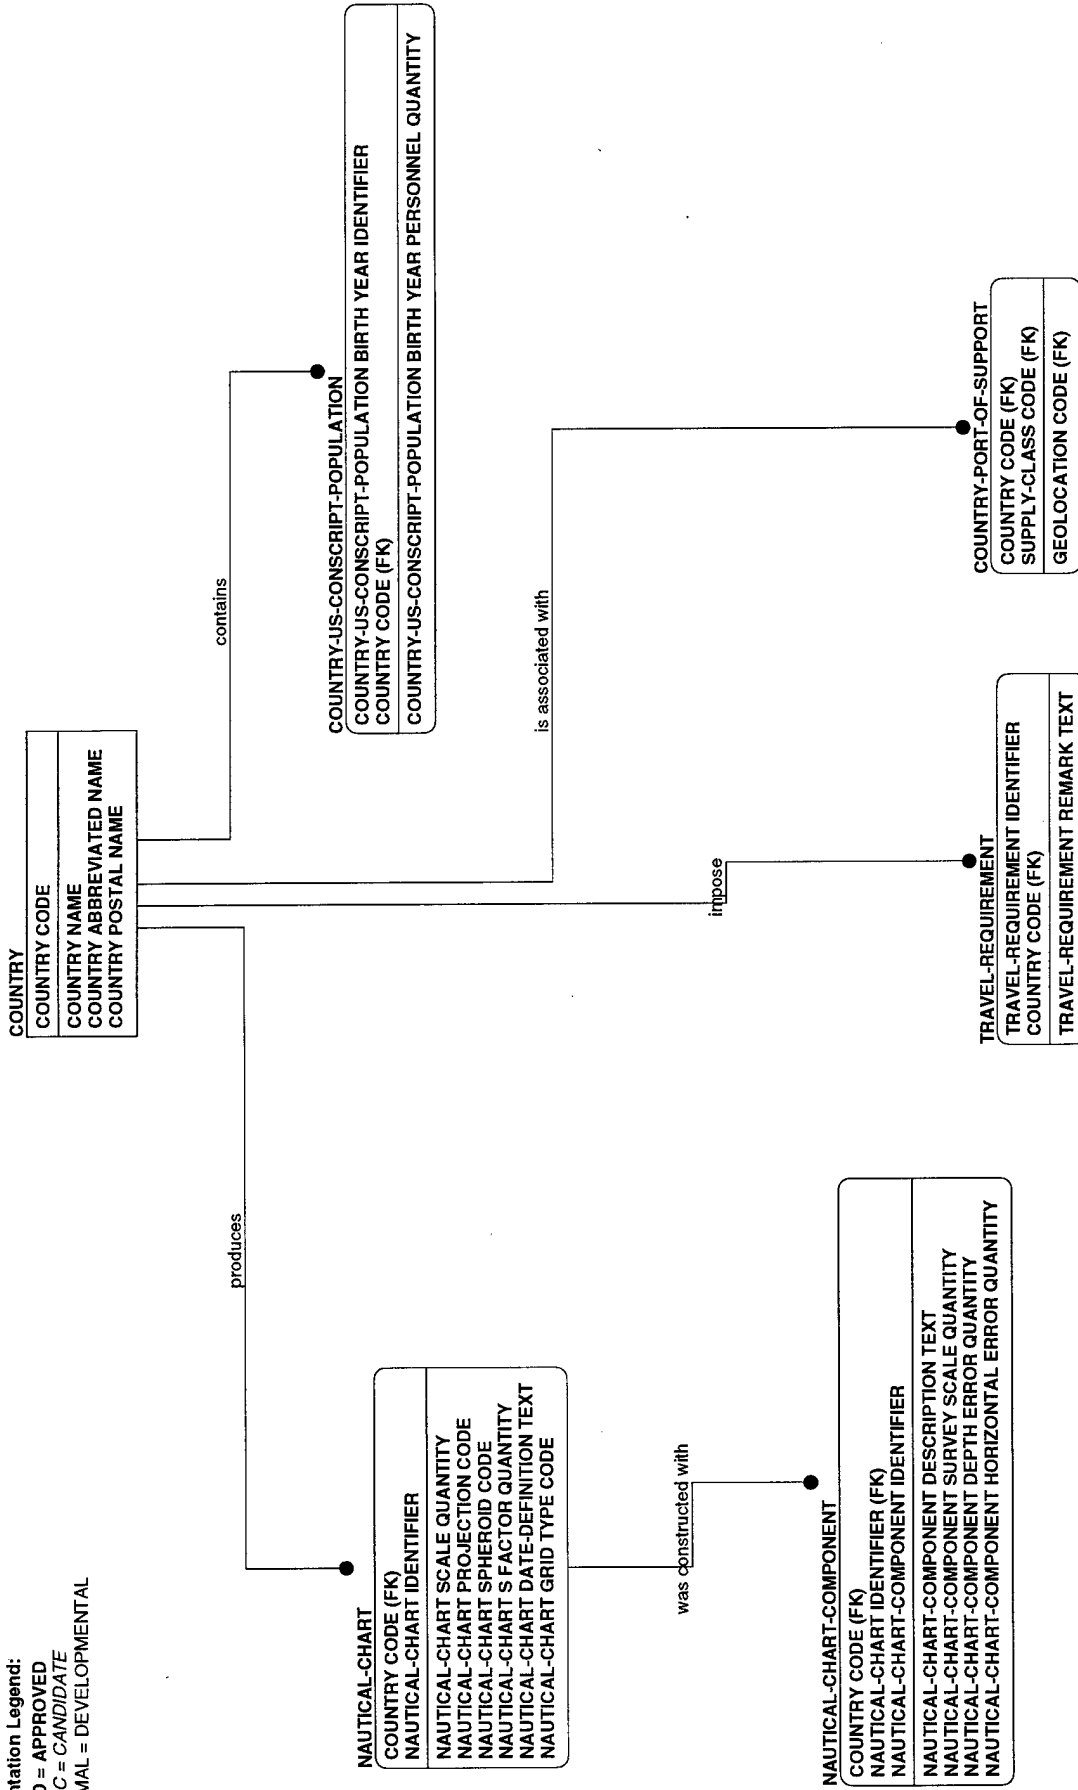 ntation Legend:
D = APPROVED
C = CANDIDATE
MAL = DEVELOPMENTAL
COUNTRY
COUNTRY CODE
COUNTRY NAME
COUNTRY ABBREVIATED NAME
COUNTRY POSTAL NAME
produces
contains
is associated with
impose
NAUTICAL-CHART
COUNTRY CODE (FK)
NAUTICAL-CHART IDENTIFIER
NAUTICAL-CHART SCALE QUANTITY
NAUTICAL-CHART PROJECTION CODE
NAUTICAL-CHART SPHEROID CODE
NAUTICAL-CHART S FACTOR QUANTITY
NAUTICAL-CHART DATE-DEFINITION TEXT
NAUTICAL-CHART GRID TYPE CODE
COUNTRY-US-CONSCRIPT-POPULATION
COUNTRY-US-CONSCRIPT-POPULATION BIRTH YEAR IDENTIFIER
COUNTRY CODE (FK)
COUNTRY-US-CONSCRIPT-POPULATION BIRTH YEAR PERSONNEL QUANTITY
was constructed with
NAUTICAL-CHART-COMPONENT
COUNTRY CODE (FK)
NAUTICAL-CHART IDENTIFIER (FK)
NAUTICAL-CHART-COMPONENT IDENTIFIER
NAUTICAL-CHART-COMPONENT DESCRIPTION TEXT
NAUTICAL-CHART-COMPONENT SURVEY SCALE QUANTITY
NAUTICAL-CHART-COMPONENT DEPTH ERROR QUANTITY
NAUTICAL-CHART-COMPONENT HORIZONTAL ERROR QUANTITY
TRAVEL-REQUIREMENT
TRAVEL-REQUIREMENT IDENTIFIER
COUNTRY CODE (FK)
TRAVEL-REQUIREMENT REMARK TEXT
COUNTRY-PORT-OF-SUPPORT
COUNTRY CODE (FK)
SUPPLY-CLASS CODE (FK)
GEOLOCATION CODE (FK)